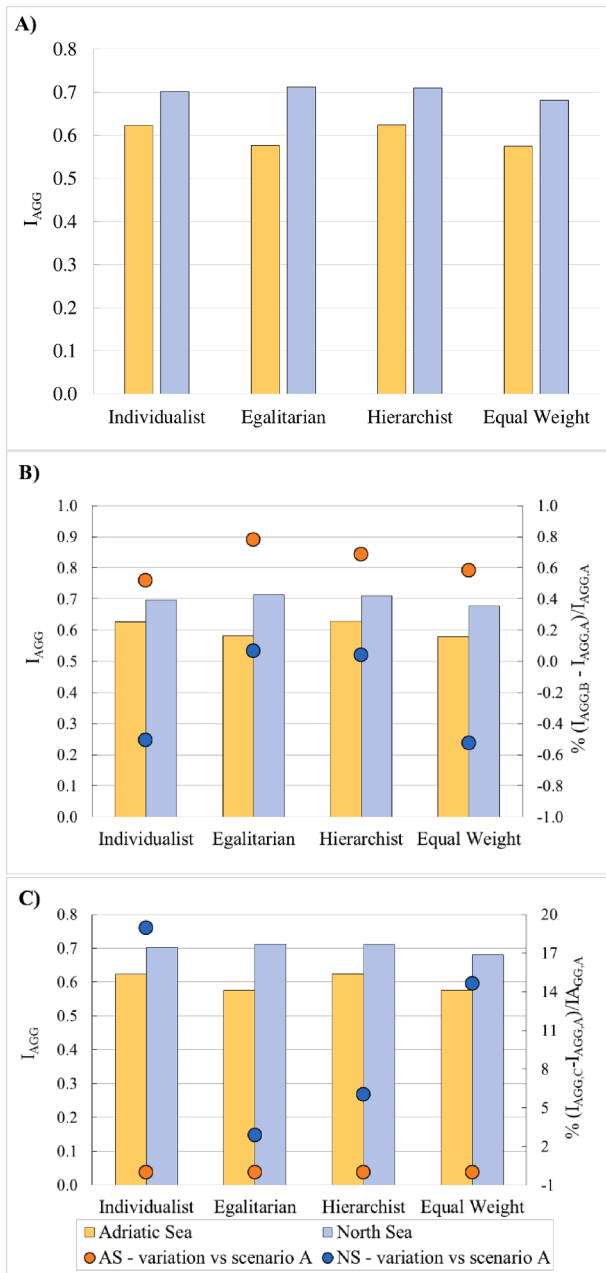 A)
0.8
0.7
0.6
0.5
0.4
0.3
0.2
0.1
0.0
I_AGG
Individualist Egalitarian Hierarchist Equal Weight
B)
1.0 1.0
0.9 0.8
0.8 0.6
0.7 0.4
0.6 0.2
0.5 0.0
0.4 -0.2
0.3 -0.4
0.2 -0.6
0.1 -0.8
0.0 -1.0
I_AGG
% (I_AGG,B - I_AGG,A)/I_AGG,A
Individualist Egalitarian Hierarchist Equal Weight
C)
0.8 20
0.7 17
0.6 14
0.5 11
0.4 8
0.3 5
0.2 2
0.1 -1
0.0
I_AGG
% (I_AGG,C-I_AGG,A)/IA_GG,A
Individualist Egalitarian Hierarchist Equal Weight
Adriatic Sea North Sea
AS - variation vs scenario A NS - variation vs scenario A